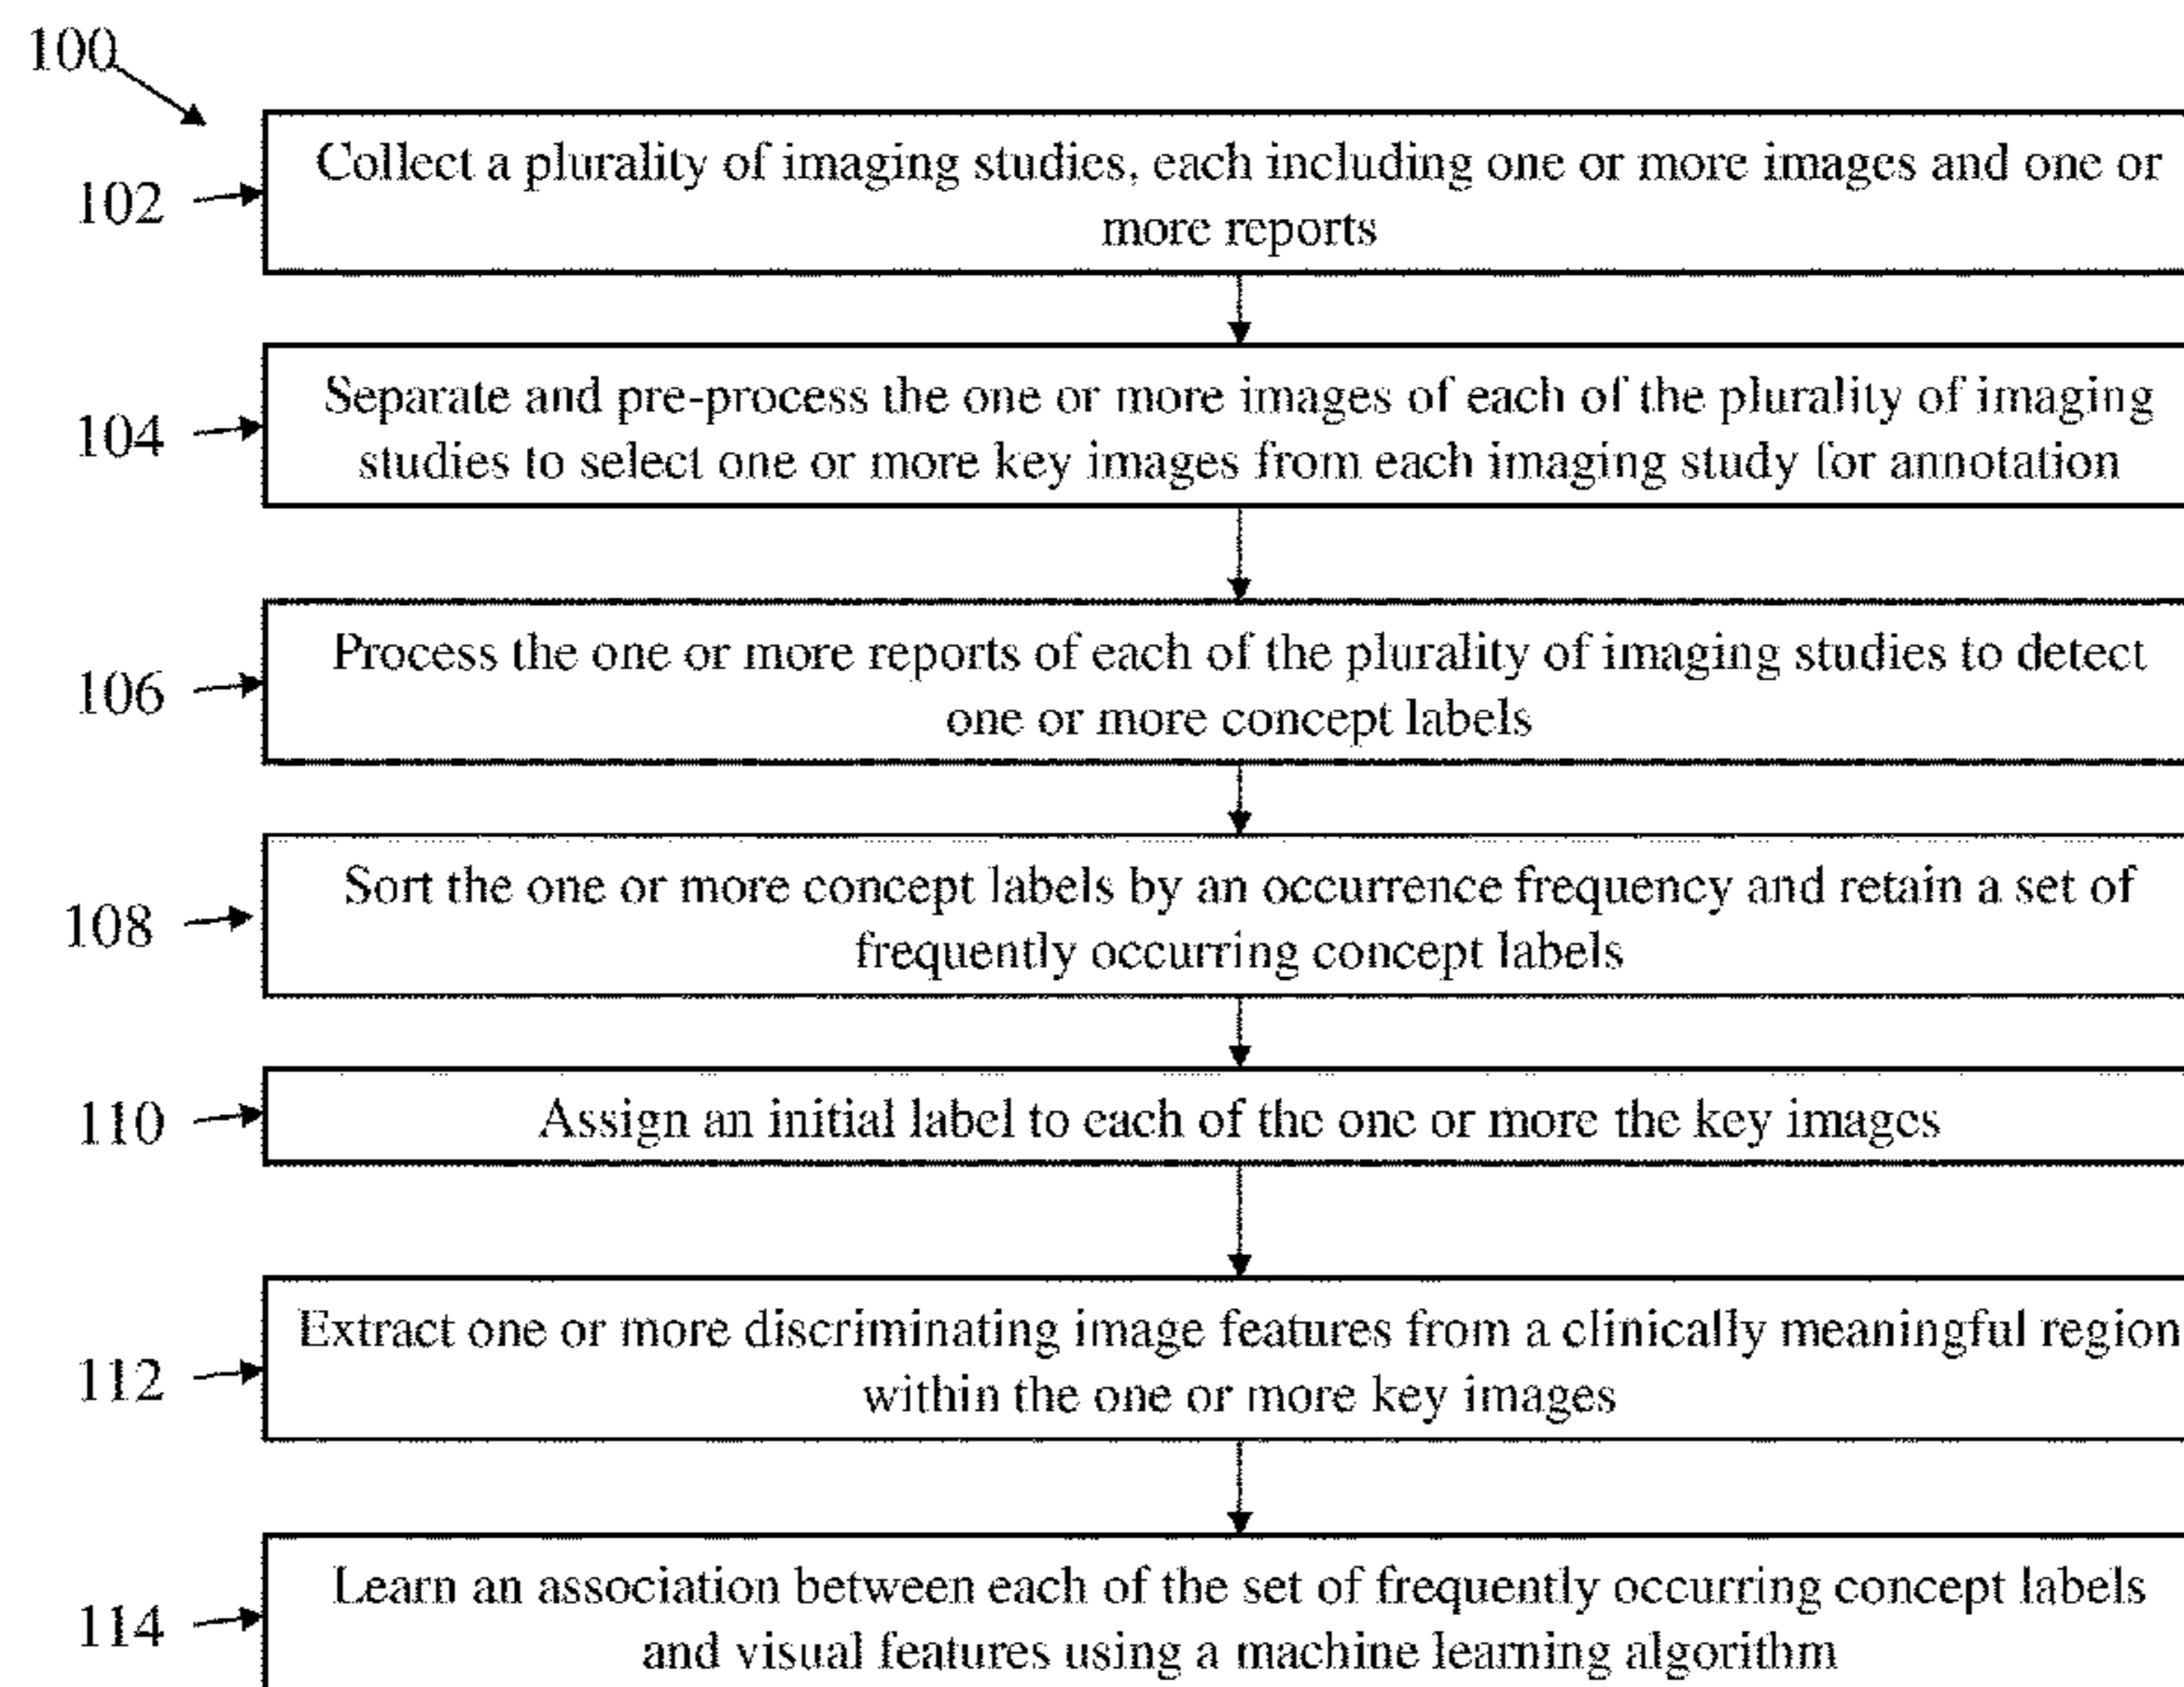 100
102
Collect a plurality of imaging studies, each including one or more images and one or
more reports
104
Separate and pre-process the one or more images of each of the plurality of imaging
studies to select one or more key images from each imaging study for annotation
106
Process the one or more reports of each of the plurality of imaging studies to detect
one or more concept labels
108
Sort the one or more concept labels by an occurrence frequency and retain a set of
frequently occurring concept labels
110
Assign an initial label to each of the one or more the key images
112
Extract one or more discriminating image features from a clinically meaningful region
within the one or more key images
114
Learn an association between each of the set of frequently occurring concept labels
and visual features using a machine learning algorithm